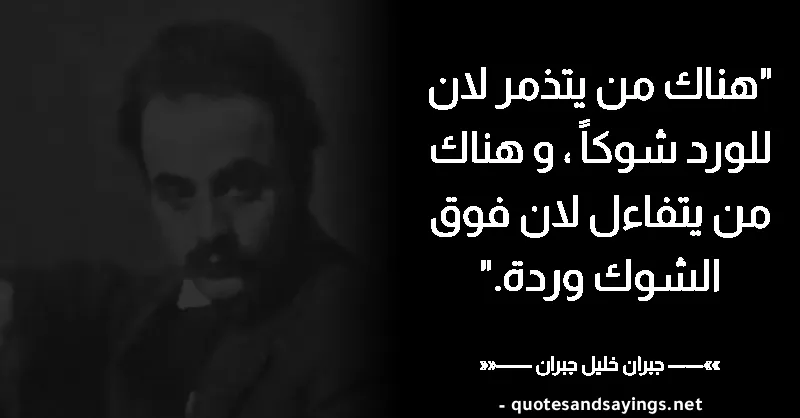 "هناك من يتذمر لان
للورد شوكاً ، و هناك
من يتفاءل لان فوق
الشوك وردة."
»»—— جبران خليل جبران ——««
- quotesandsayings.net